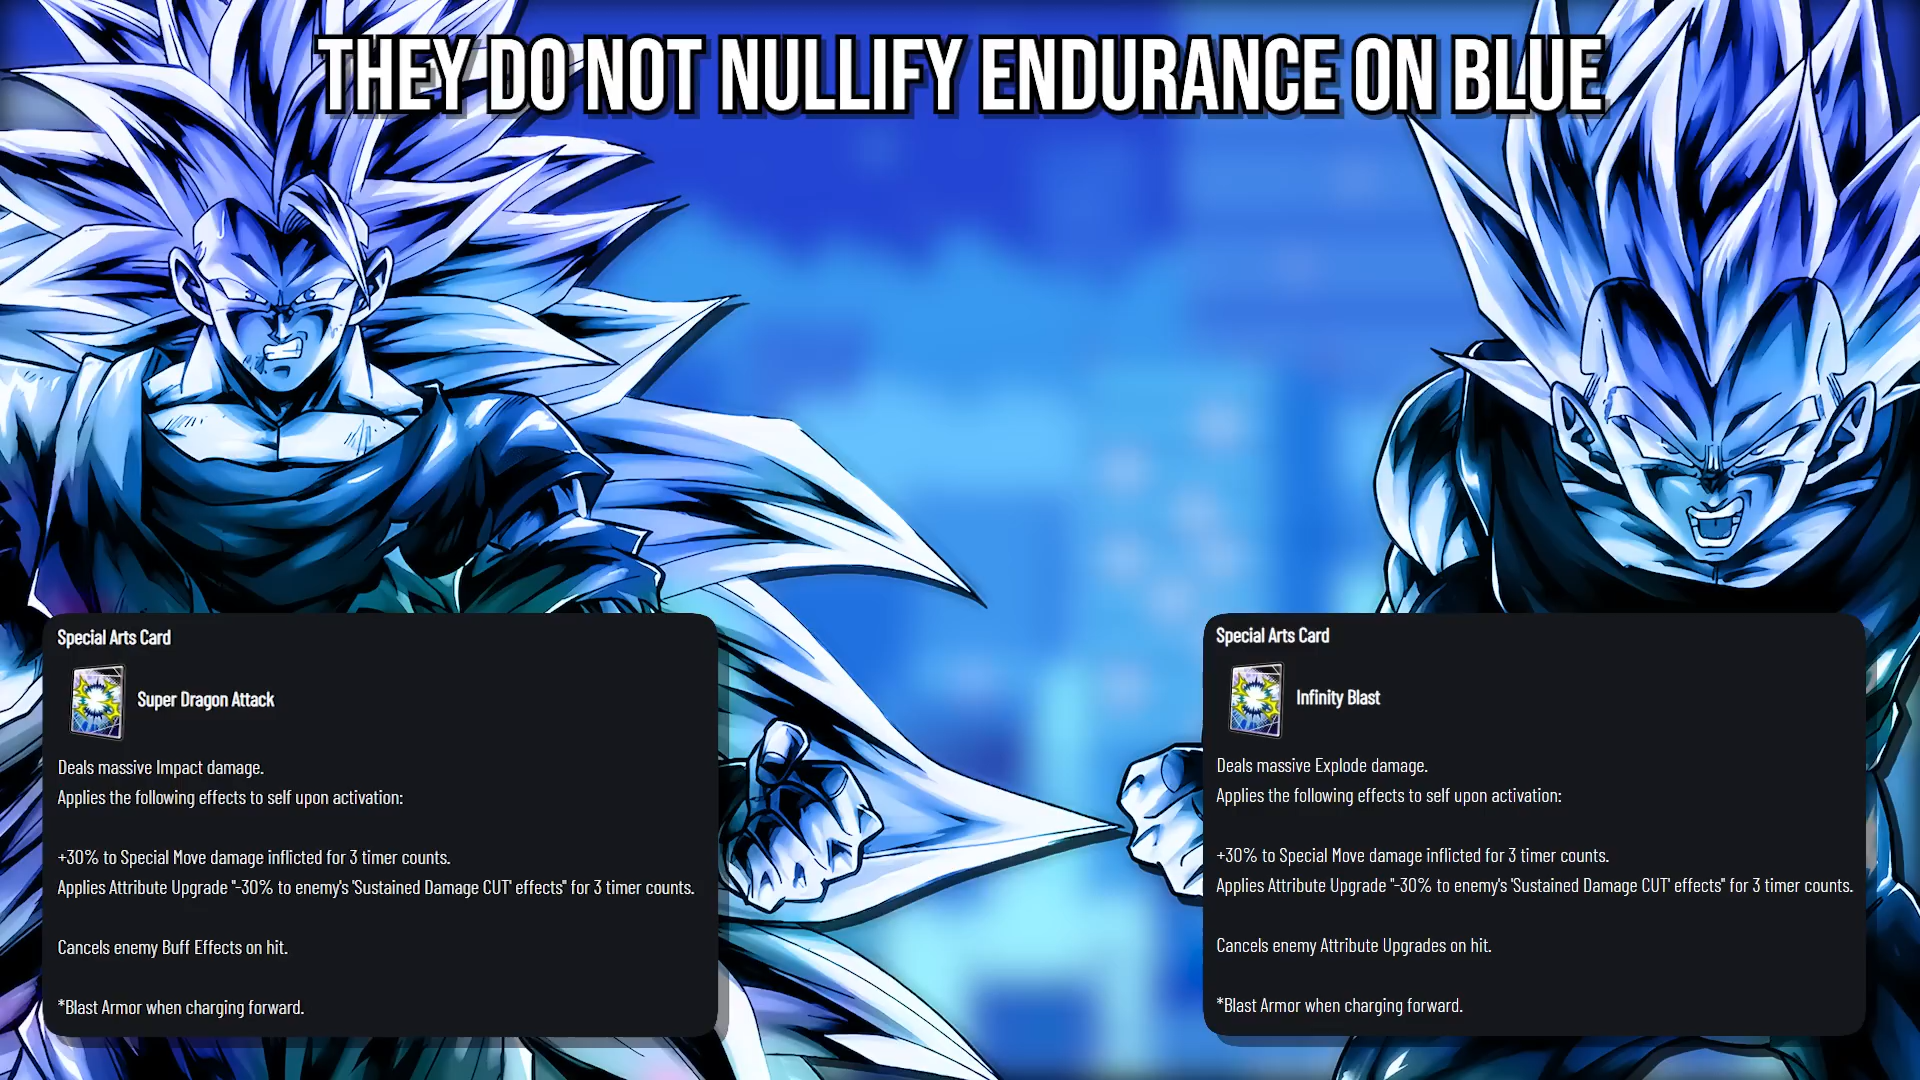 THEY DO NOT NULLIFY ENDURANCE ON BLUE
Special Arts Card
Super Dragon Attack
Deals massive Impact damage.
Applies the following effects to self upon activation:
+30% to Special Move damage inflicted for 3 timer counts.
Applies Attribute Upgrade "-30% to enemy's 'Sustained Damage CUT' effects" for 3 timer counts.
Cancels enemy Buff Effects on hit.
*Blast Armor when charging forward.
Special Arts Card
Infinity Blast
Deals massive Explode damage.
Applies the following effects to self upon activation:
+30% to Special Move damage inflicted for 3 timer counts.
Applies Attribute Upgrade "-30% to enemy's 'Sustained Damage CUT' effects" for 3 timer counts.
Cancels enemy Attribute Upgrades on hit.
*Blast Armor when charging forward.